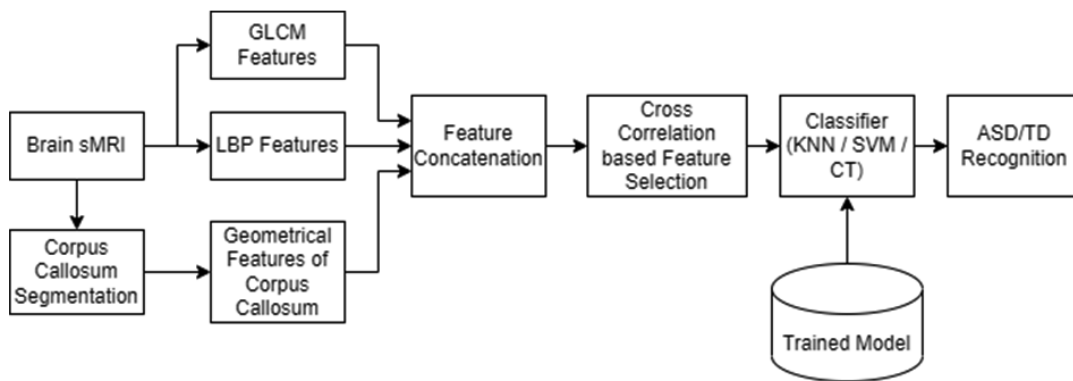 GLCM
Features
Brain sMRI
LBP Features
Corpus
Callosum
Segmentation
Geometrical
Features of
Corpus
Callosum
Feature
Concatenation
Cross
Correlation
based Feature
Selection
Classifier
(KNN / SVM /
CT)
ASD/TD
Recognition
Trained Model